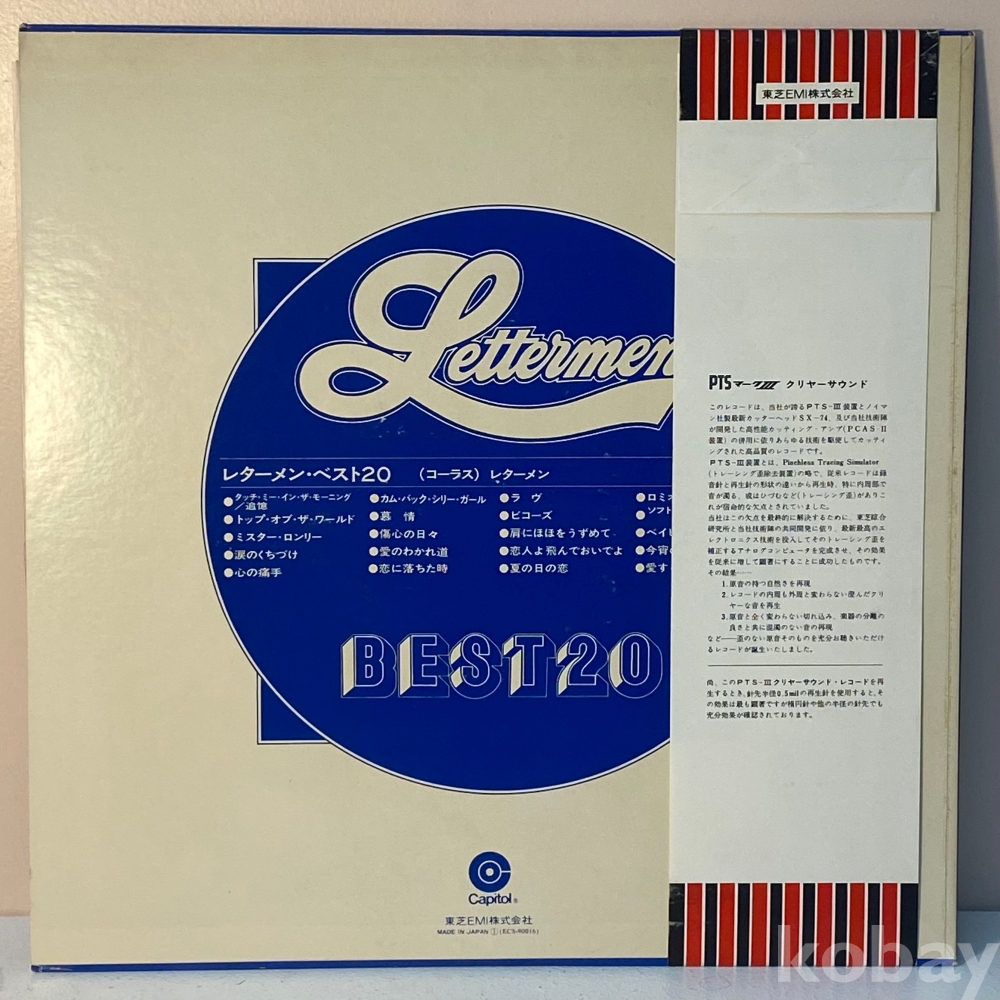 東芝EMI株式会社
Lettermen
レターメン・ベスト20 (コーラス) レターメン
●タッチ・ミー・イン・ザ・モーニング
/追憶
●トップ・オブ・ザ・ワールド
●ミスター・ロンリー
●涙のくちづけ
●心の痛手
●カム・バック・シリー・ガール
●慕情
●傷心の日々
●愛のわかれ道
●恋に落ちた時
●ラヴ
●ビコーズ
●肩にほほをうずめて
●恋人よ飛んでおいでよ
●夏の日の恋
●ロミオ
ソフト
●ベイビ
●今宵
●愛す
BEST20
Capitol
東芝EMI株式会社
MADE IN JAPAN Ⓘ (ECS-80016)
PTSマークIII クリヤーサウンド
このレコードは、当社が誇るPTS-III装置とノイマ
ン社製最新カッターヘッドSX-74、及び当社技術陣
が開発した高性能カッティング・アンプ(PCAS-II
装置)の併用に依りあらゆる技術を駆使してカッティ
ングされた高品質のレコードです。
PTS-III装置とは、Pinchless Tracing Simulator
(トレーシング歪除去装置)の略で、従来レコードは録
音針と再生針の形状の違いから再生時、特に内周部で
音が濁る、或はひづむなど(トレーシング歪)がありこ
れが宿命的な欠点とされていました。
当社はこの欠点を最終的に解決するために、東芝綜合
研究所と当社技術陣の共同開発に依り、最新最高のエ
レクトロニクス技術を投入してそのトレーシング歪を
補正するアナログコンピュータを完成させ、その効果
を従来に増して顕著にすることに成功したものです。
その結果——
1.原音の持つ自然さを再現
2.レコードの内周も外周と変わらない澄んだクリ
ヤーな音を再生
3.原音と全く変わらない切れ込み、楽器の分離の
良さと共に混濁のない音の再現
など——歪のない原音そのものを充分お聴きいただけ
るレコードが誕生いたしました。
尚、このPTS-IIIクリヤーサウンド・レコードを再
生するとき、針先半径0.5milの再生針を使用すると、そ
の効果は最も顕著ですが楕円針や他の半径の針先でも
充分効果が確認されております。
kobay